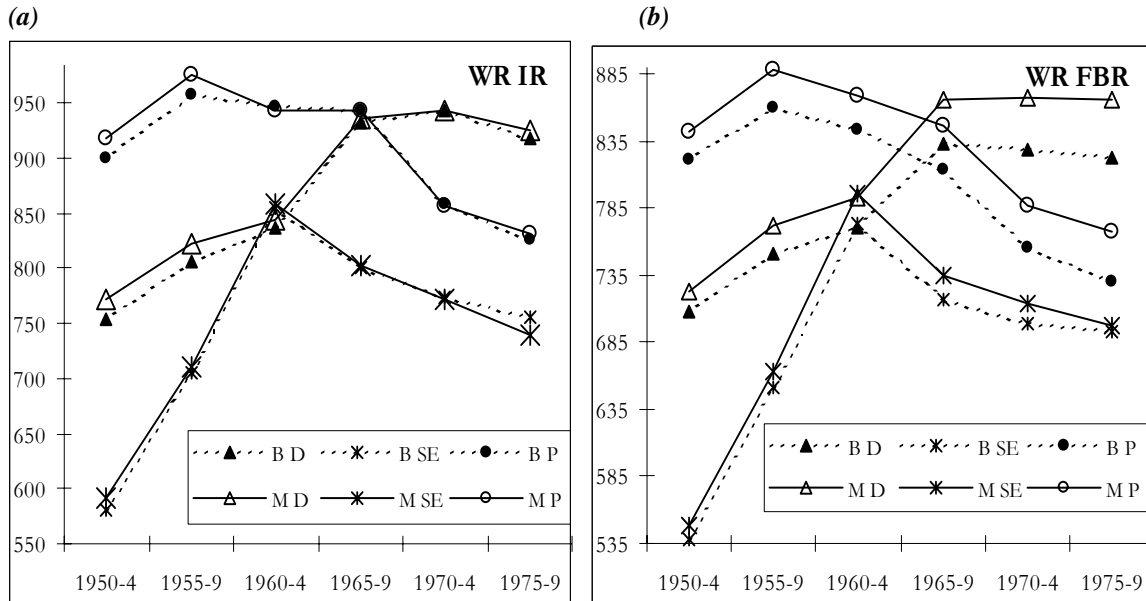 (a)
WR IR
950
900
850
800
750
700
650
600
550
B D B SE B P
M D M SE M P
1950-4 1955-9 1960-4 1965-9 1970-4 1975-9
(b)
WR FBR
885
835
785
735
685
635
585
535
B D B SE B P
M D M SE M P
1950-4 1955-9 1960-4 1965-9 1970-4 1975-9